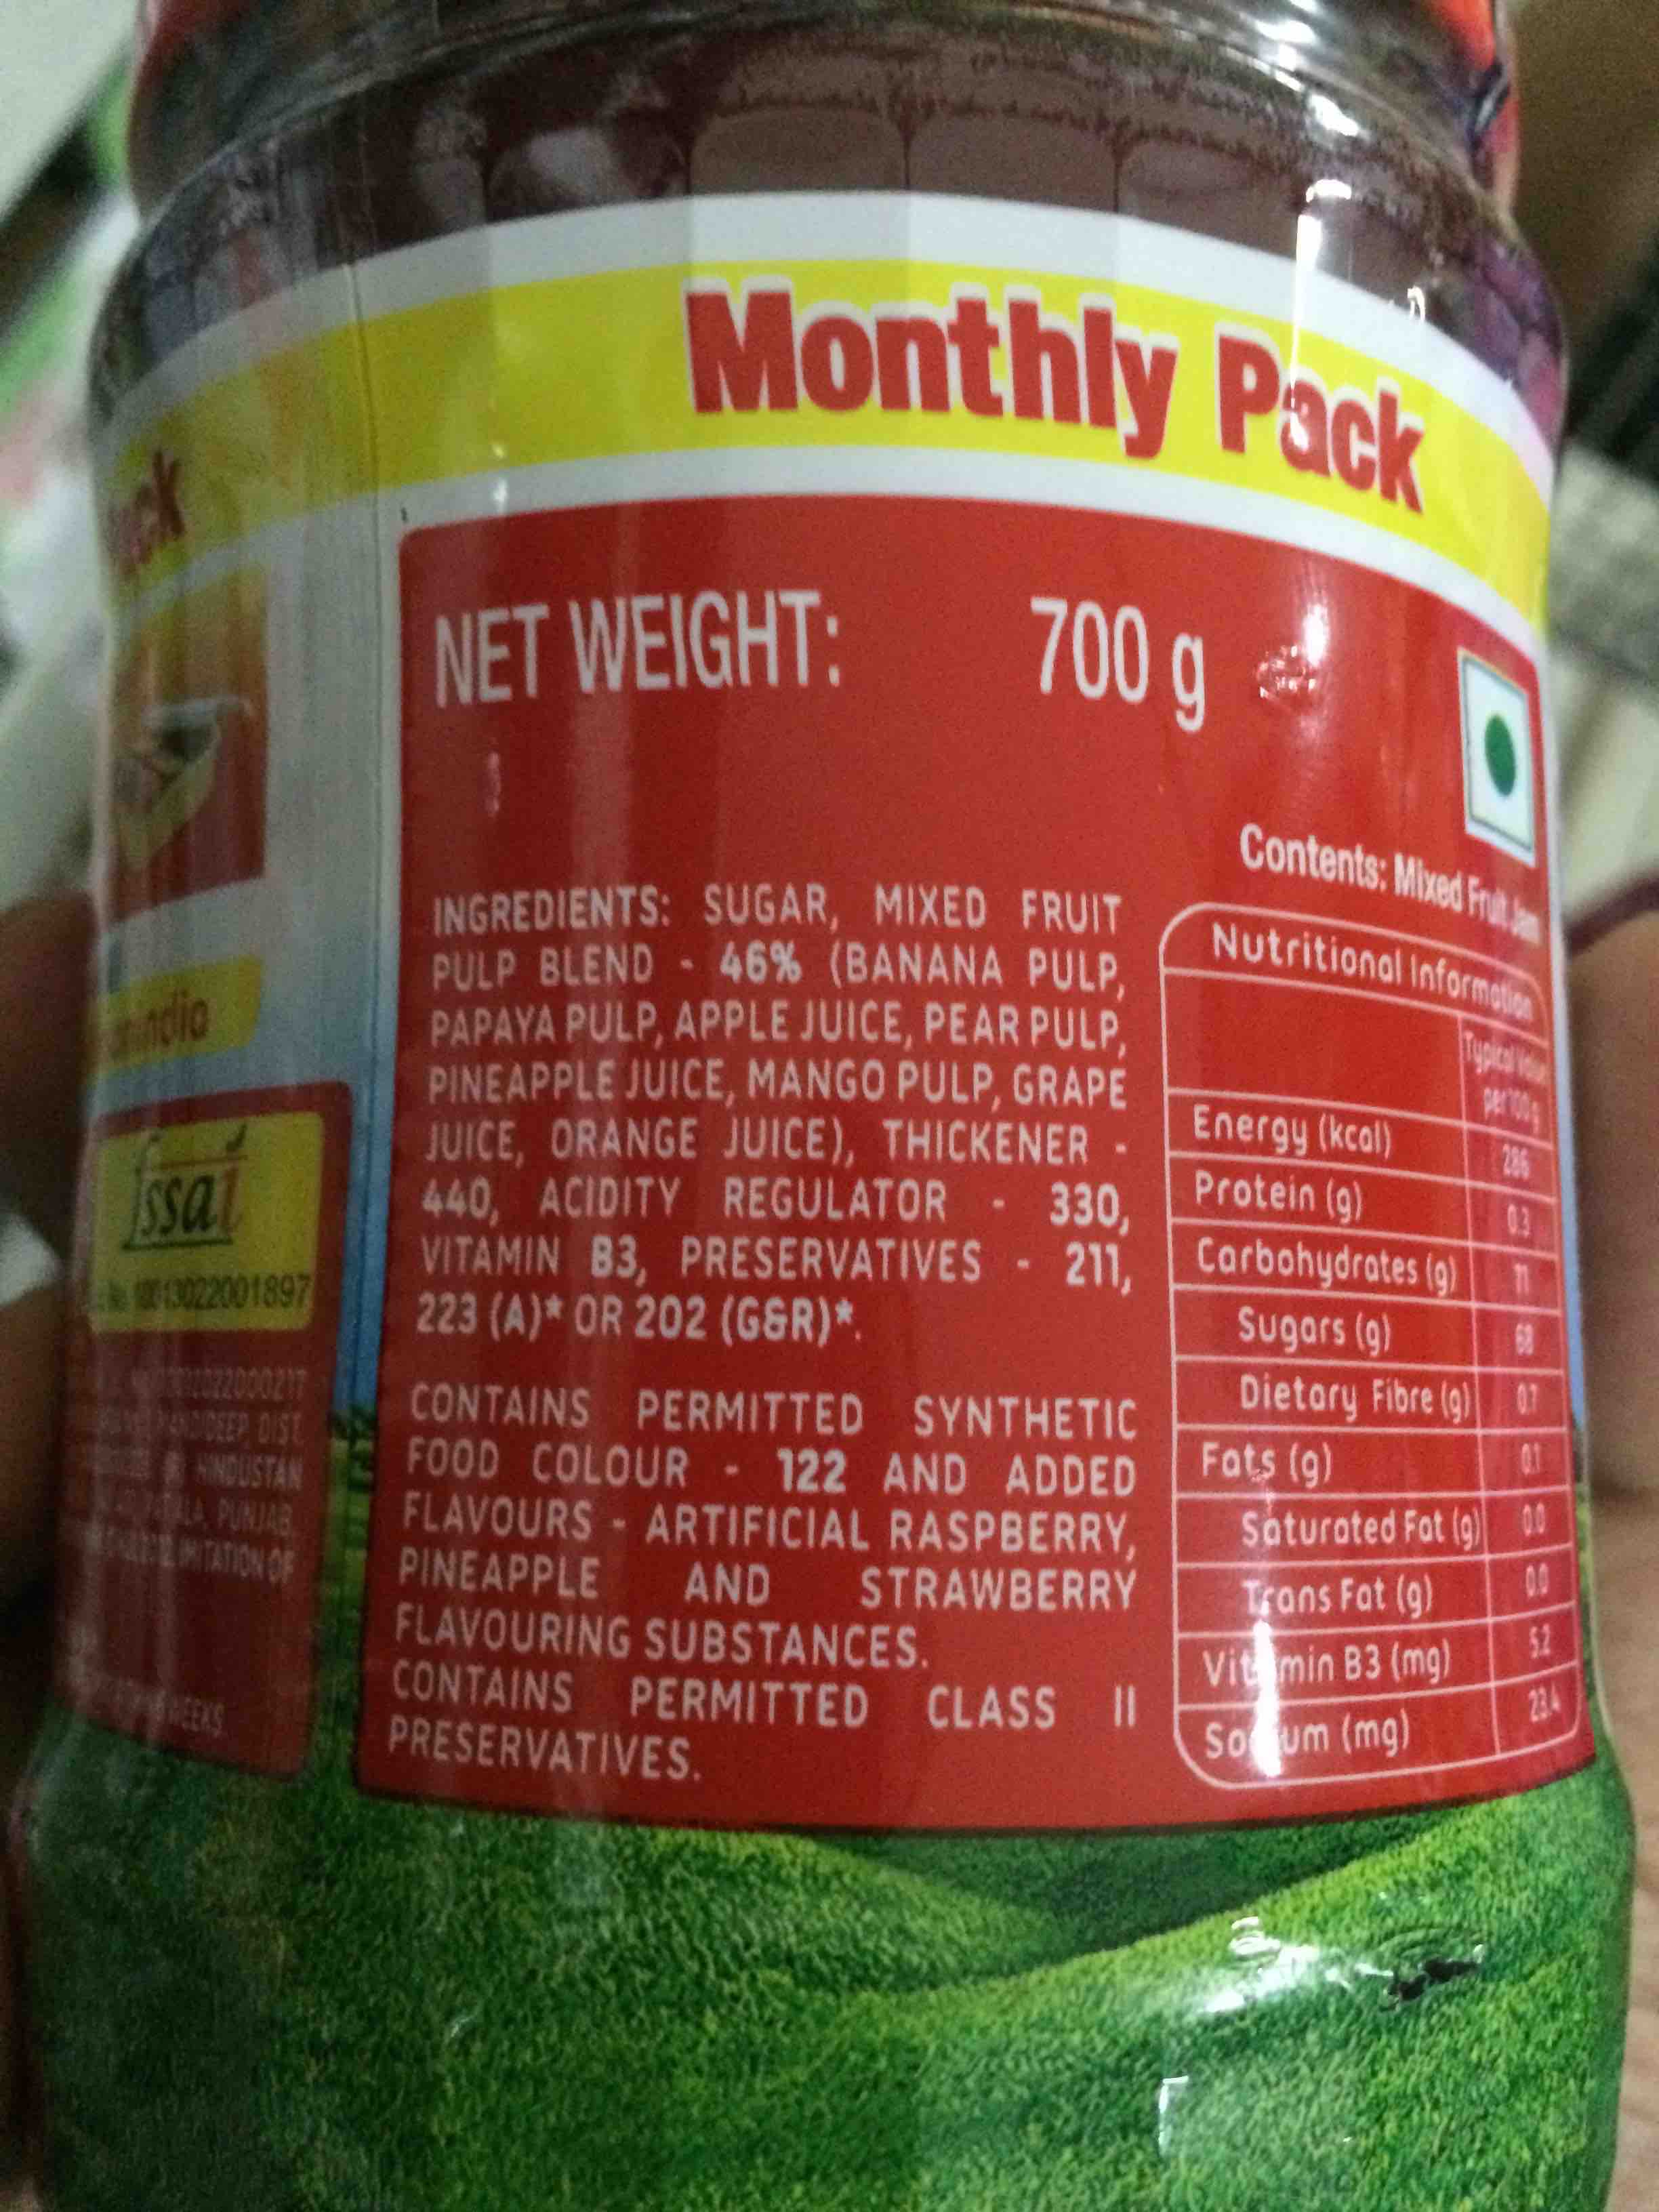 Monthly Pack
NET WEIGHT: 700 g
Contents: Mixed Fruit Jam
INGREDIENTS: SUGAR, MIXED FRUIT
PULP BLEND - 46% (BANANA PULP,
PAPAYA PULP, APPLE JUICE, PEAR PULP,
PINEAPPLE JUICE, MANGO PULP, GRAPE
JUICE, ORANGE JUICE), THICKENER -
440, ACIDITY REGULATOR - 330,
VITAMIN B3, PRESERVATIVES - 211,
223 (A)* OR 202 (G&R)*.
CONTAINS PERMITTED SYNTHETIC
FOOD COLOUR - 122 AND ADDED
FLAVOURS - ARTIFICIAL RASPBERRY,
PINEAPPLE AND STRAWBERRY
FLAVOURING SUBSTANCES.
CONTAINS PERMITTED CLASS II
PRESERVATIVES.
Nutritional Information
Typical
per 100 g
Energy (kcal) 286
Protein (g) 0.3
Carbohydrates (g) 71
Sugars (g) 68
Dietary Fibre (g) 0.7
Fats (g) 0.1
Saturated Fat (g) 0.0
Trans Fat (g) 0.0
Vitamin B3 (mg) 5.2
Sodium (mg) 23.4
fssai
DIST.
HINDUSTAN
PUNJAB
WEEKS.